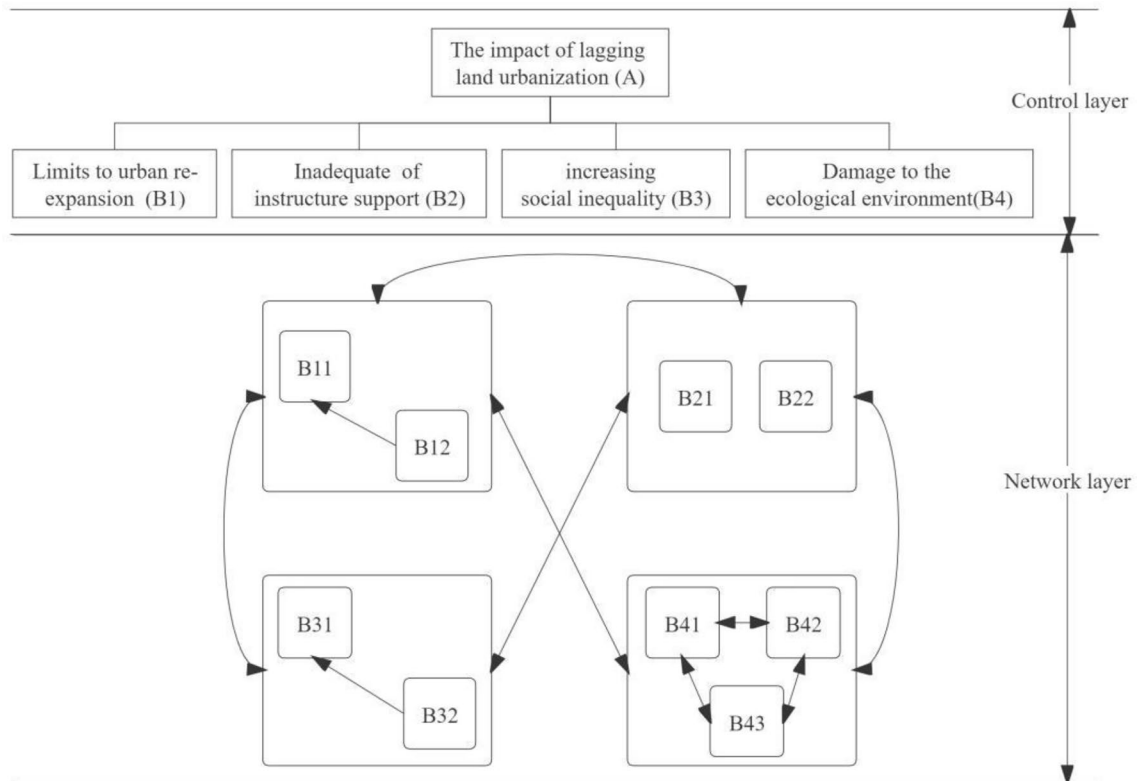 The impact of lagging
land urbanization (A)
Control layer
Limits to urban re-
expansion (B1)
Inadequate of
instructure support (B2)
increasing
social inequality (B3)
Damage to the
ecological environment(B4)
B11
B12
B21
B22
Network layer
B31
B32
B41
B42
B43